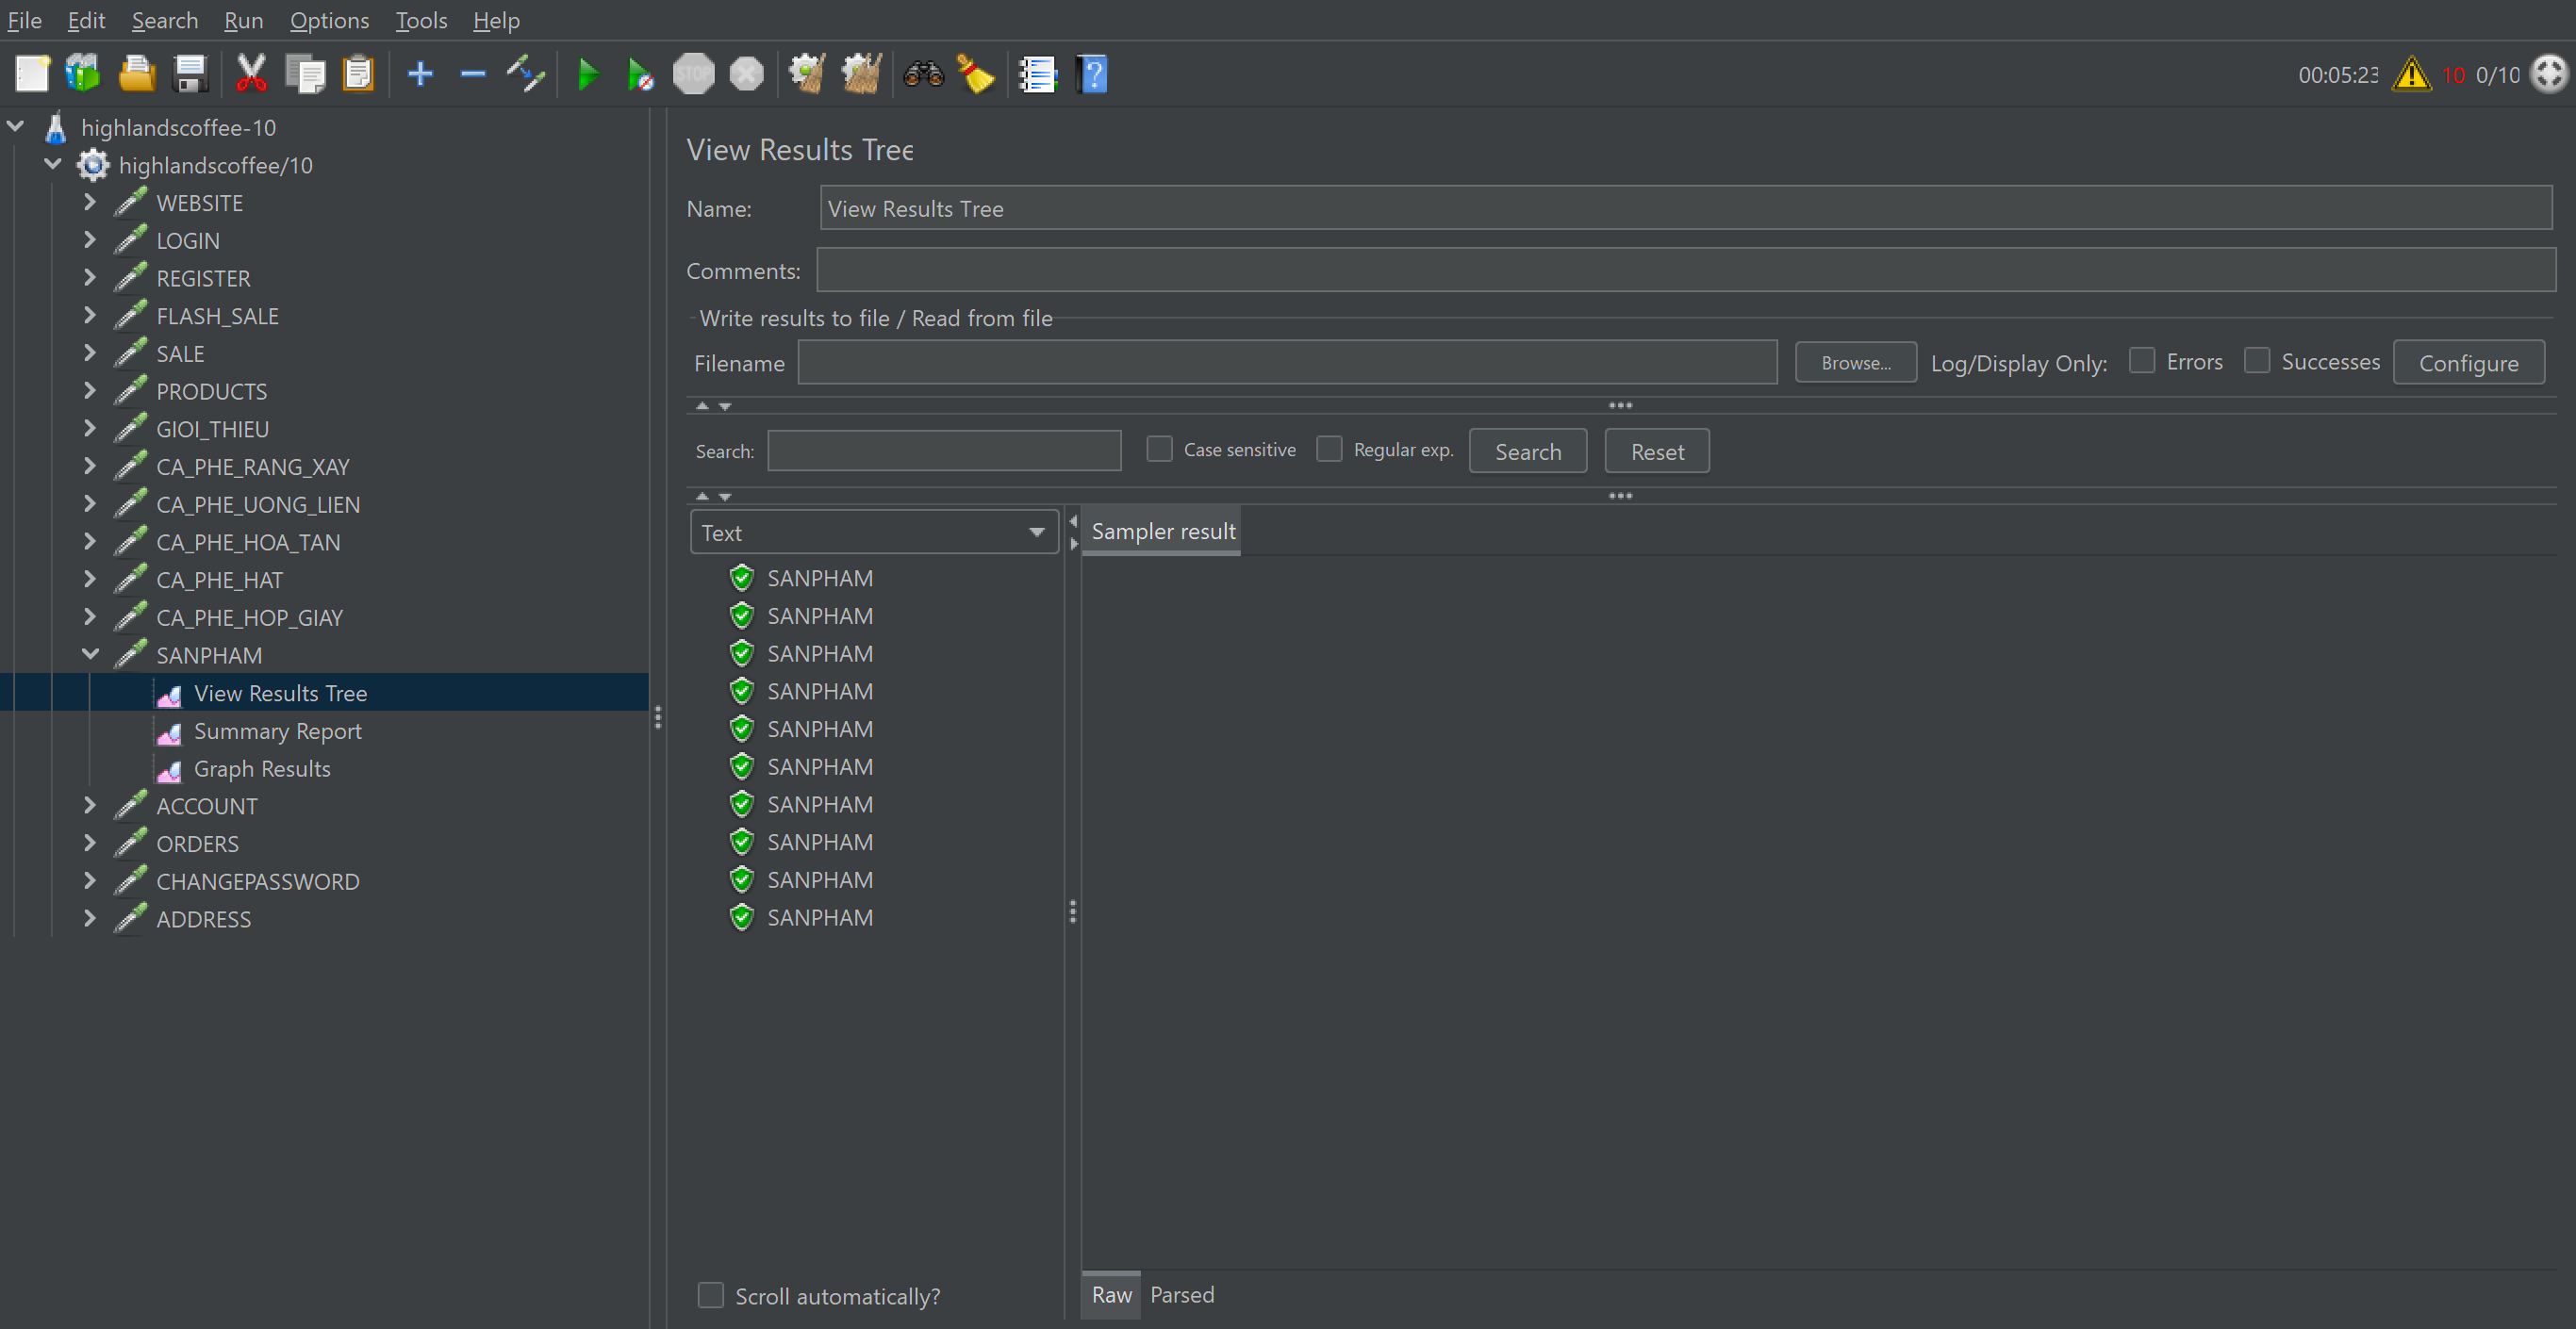 File Edit Search Run Options Tools Help
STOP
00:05:23 10 0/10
highlandscoffee-10
highlandscoffee/10
WEBSITE
LOGIN
REGISTER
FLASH_SALE
SALE
PRODUCTS
GIOI_THIEU
CA_PHE_RANG_XAY
CA_PHE_UONG_LIEN
CA_PHE_HOA_TAN
CA_PHE_HAT
CA_PHE_HOP_GIAY
SANPHAM
View Results Tree
Summary Report
Graph Results
ACCOUNT
ORDERS
CHANGEPASSWORD
ADDRESS
View Results Tree
Name: View Results Tree
Comments:
Write results to file / Read from file
Filename Browse... Log/Display Only: Errors Successes Configure
Search: Case sensitive Regular exp. Search Reset
Text
Sampler result
SANPHAM
SANPHAM
SANPHAM
SANPHAM
SANPHAM
SANPHAM
SANPHAM
SANPHAM
SANPHAM
SANPHAM
Scroll automatically?
Raw Parsed